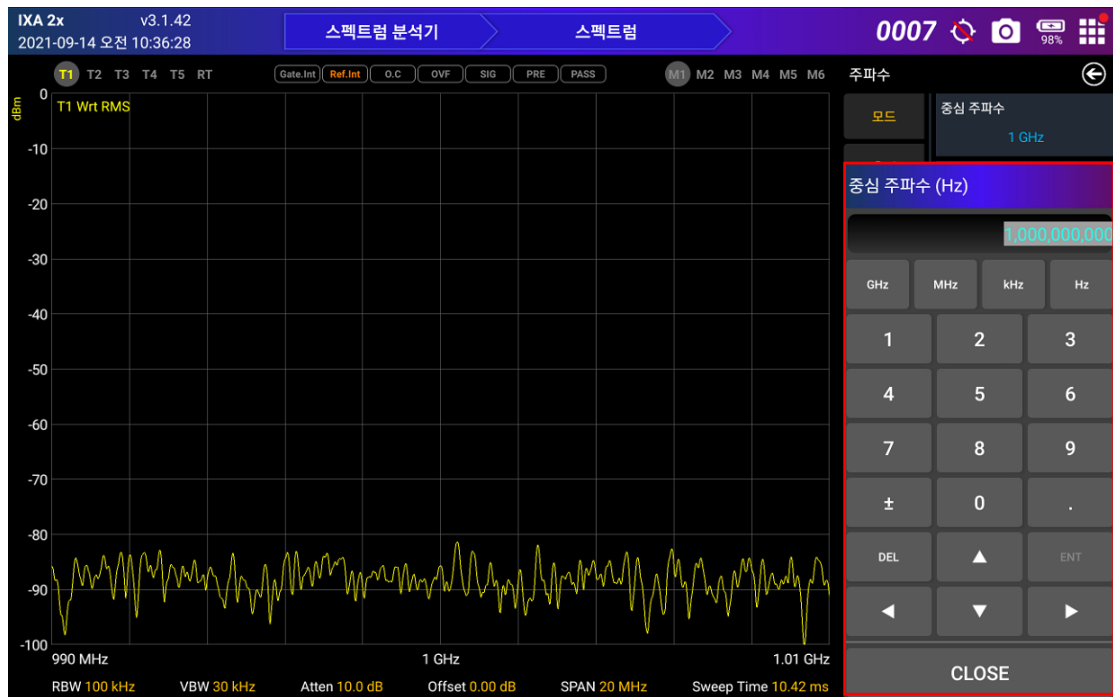 IXA 2x v3.1.42
2021-09-14 오전 10:36:28
스펙트럼 분석기 스펙트럼
0007 98%
T1 T2 T3 T4 T5 RT Gate.Int Ref.Int O.C OVF SIG PRE PASS M1 M2 M3 M4 M5 M6
dBm
T1 Wrt RMS
0
-10
-20
-30
-40
-50
-60
-70
-80
-90
-100
990 MHz 1 GHz 1.01 GHz
RBW 100 kHz VBW 30 kHz Atten 10.0 dB Offset 0.00 dB SPAN 20 MHz Sweep Time 10.42 ms
주파수
모드
중심 주파수
1 GHz
중심 주파수 (Hz)
1,000,000,000
GHz MHz kHz Hz
1 2 3
4 5 6
7 8 9
± 0 .
DEL ▲ ENT
◀ ▼ ▶
CLOSE